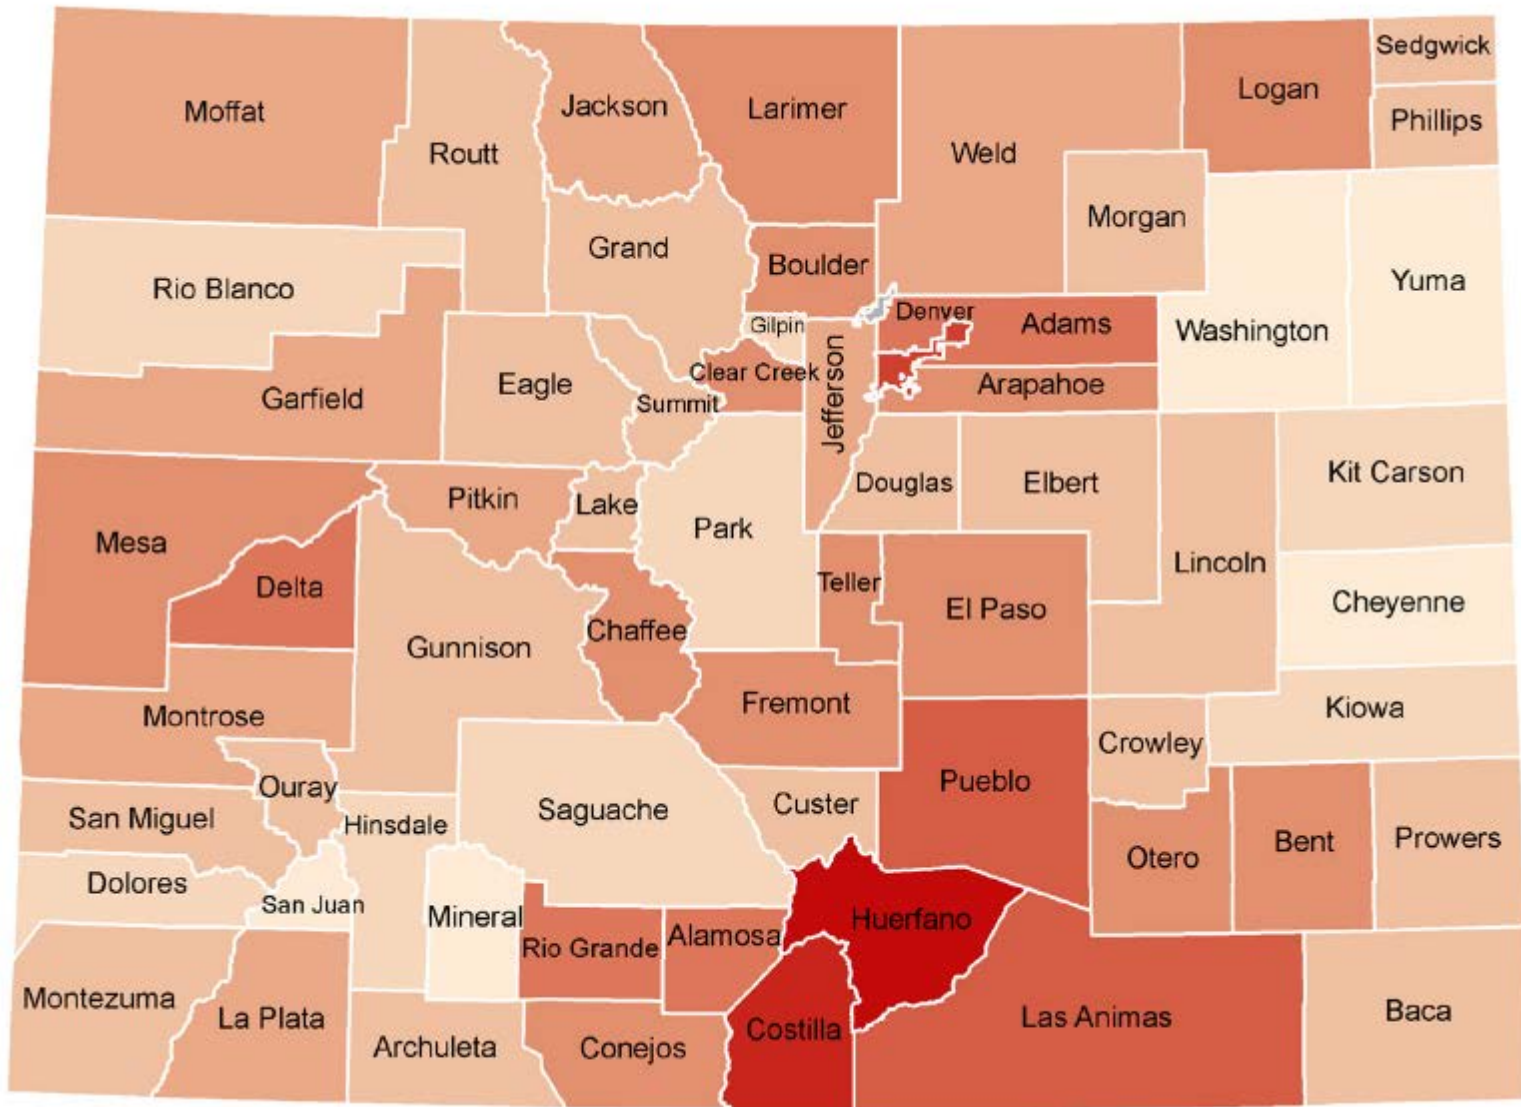 Sedgwick
Logan
Jackson
Larimer
Moffat
Phillips
Routt
Weld
Morgan
Grand
Boulder
Rio Blanco
Yuma
Gilpin
Denver
Adams
Washington
Clear Creek
Jefferson
Arapahoe
Eagle
Garfield
Summit
Kit Carson
Douglas
Elbert
Pitkin
Lake
Park
Mesa
Lincoln
Teller
Delta
Cheyenne
El Paso
Chaffee
Gunnison
Fremont
Kiowa
Montrose
Crowley
Pueblo
Ouray
Custer
Saguache
San Miguel
Hinsdale
Prowers
Bent
Otero
Dolores
San Juan
Mineral
Huerfano
Alamosa
Rio Grande
Montezuma
Baca
La Plata
Las Animas
Costilla
Archuleta
Conejos